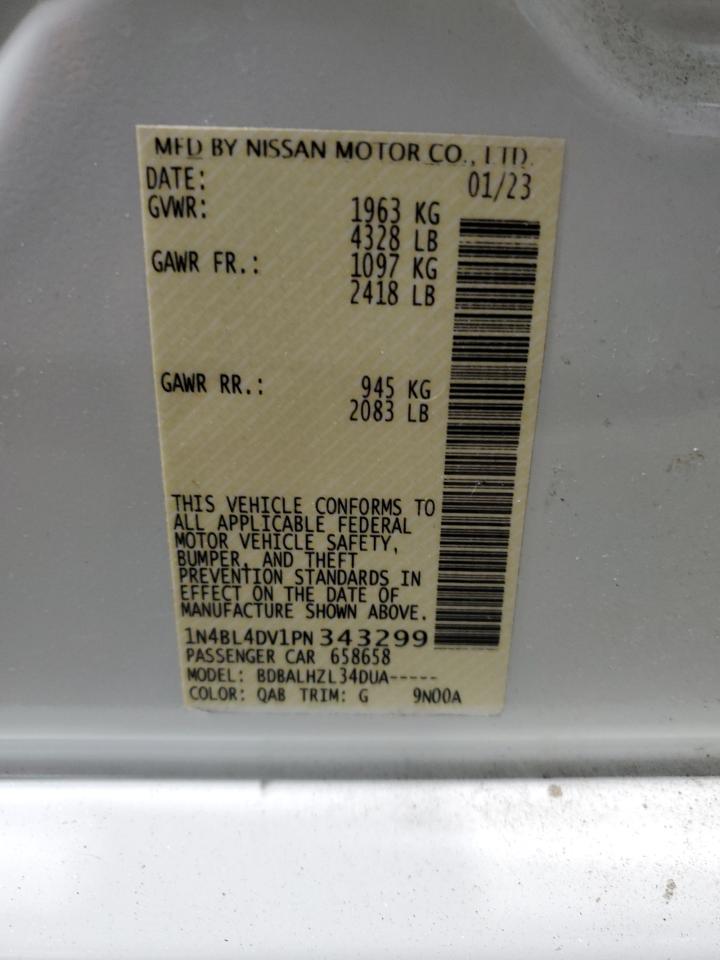 MFD BY NISSAN MOTOR CO., LTD.
DATE: 01/23
GVWR: 1963 KG
4328 LB
GAWR FR.: 1097 KG
2418 LB
GAWR RR.: 945 KG
2083 LB
THIS VEHICLE CONFORMS TO
ALL APPLICABLE FEDERAL
MOTOR VEHICLE SAFETY,
BUMPER, AND THEFT
PREVENTION STANDARDS IN
EFFECT ON THE DATE OF
MANUFACTURE SHOWN ABOVE.
1N4BL4DV1PN343299
PASSENGER CAR 658658
MODEL: BDBALHZL34DUA-----
COLOR: QAB TRIM: G 9N00A